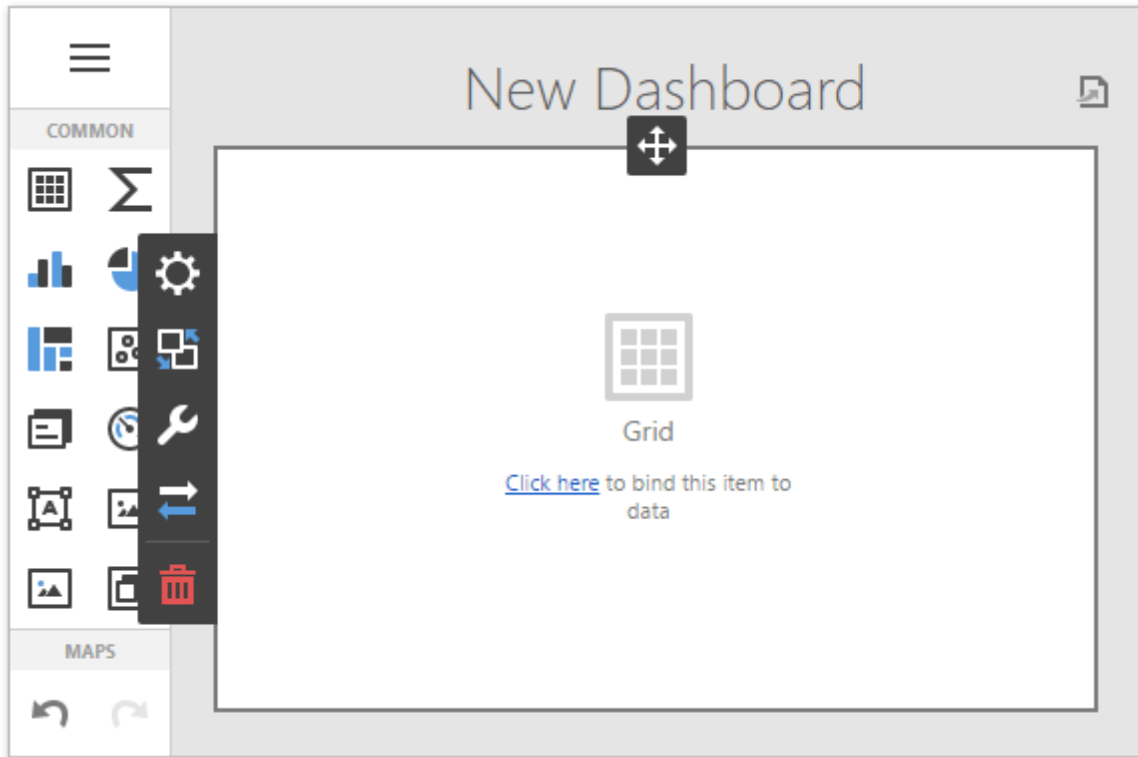 New Dashboard
COMMON
Grid
Click here to bind this item to
data
MAPS